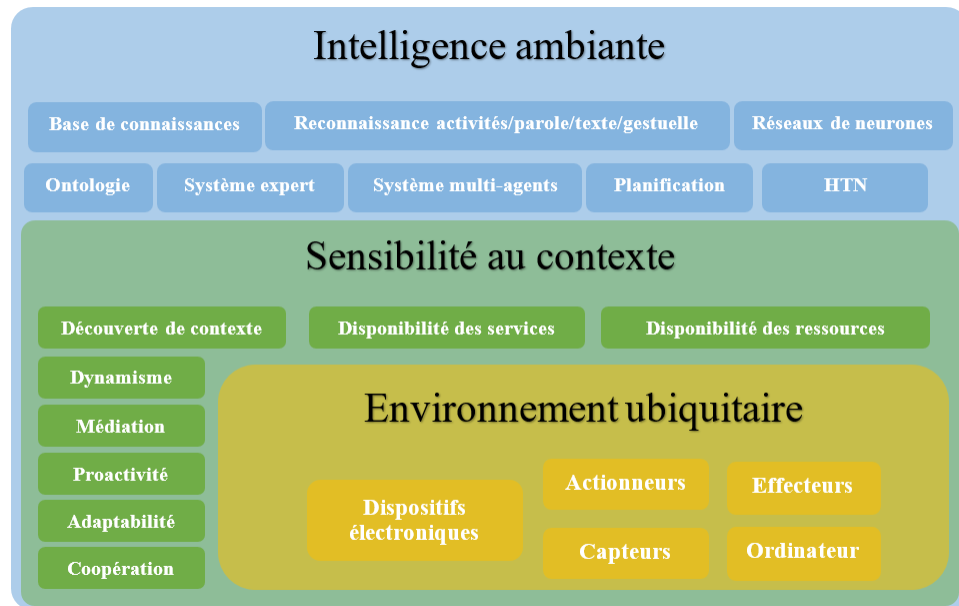 Intelligence ambiante
Base de connaissances
Reconnaissance activités/parole/texte/gestuelle
Réseaux de neurones
Ontologie
Système expert
Système multi-agents
Planification
HTN
Sensibilité au contexte
Découverte de contexte
Disponibilité des services
Disponibilité des ressources
Dynamisme
Médiation
Proactivité
Adaptabilité
Coopération
Environnement ubiquitaire
Dispositifs
électroniques
Actionneurs
Effecteurs
Capteurs
Ordinateur